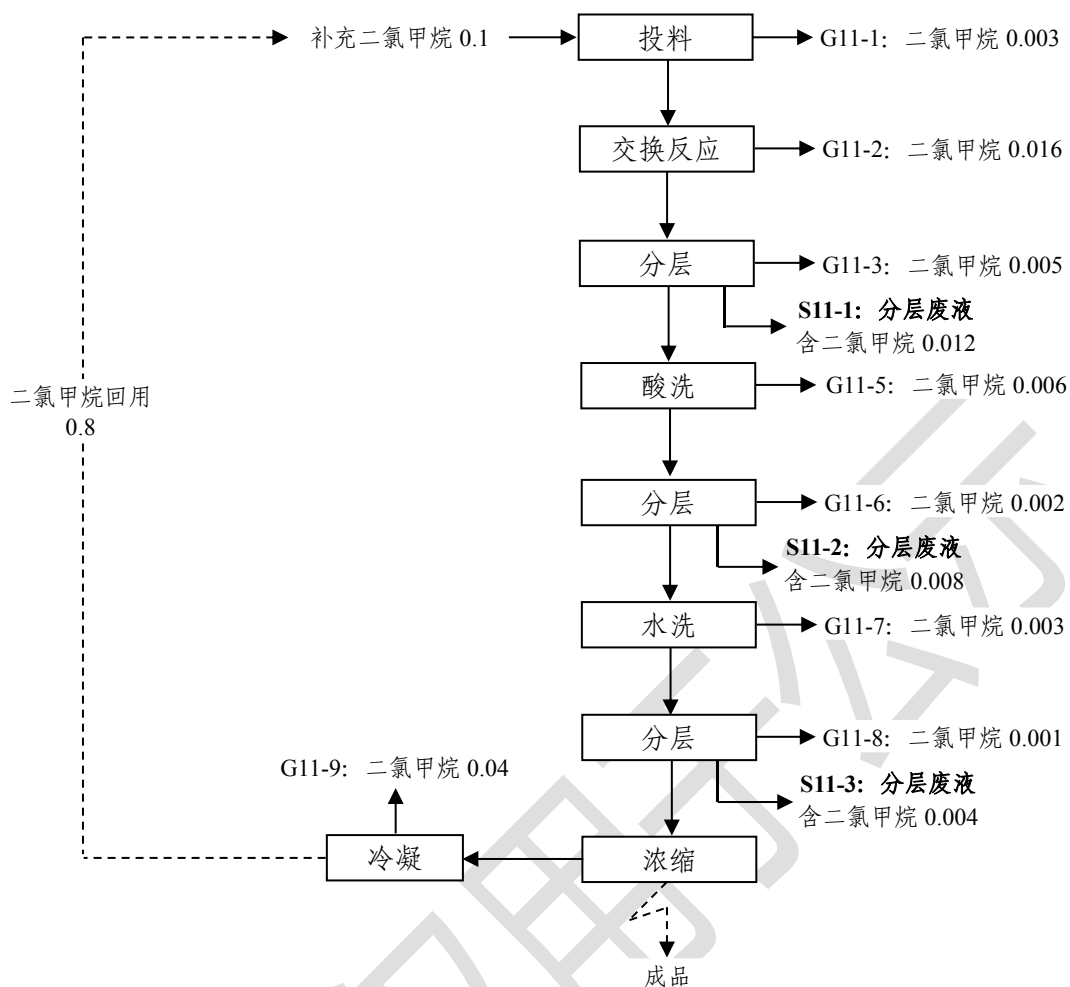 补充二氯甲烷 0.1
投料
G11-1：二氯甲烷 0.003
交换反应
G11-2：二氯甲烷 0.016
分层
G11-3：二氯甲烷 0.005
S11-1：分层废液
含二氯甲烷 0.012
二氯甲烷回用
0.8
酸洗
G11-5：二氯甲烷 0.006
分层
G11-6：二氯甲烷 0.002
S11-2：分层废液
含二氯甲烷 0.008
水洗
G11-7：二氯甲烷 0.003
分层
G11-8：二氯甲烷 0.001
G11-9：二氯甲烷 0.04
S11-3：分层废液
含二氯甲烷 0.004
冷凝
浓缩
成品
用于公示